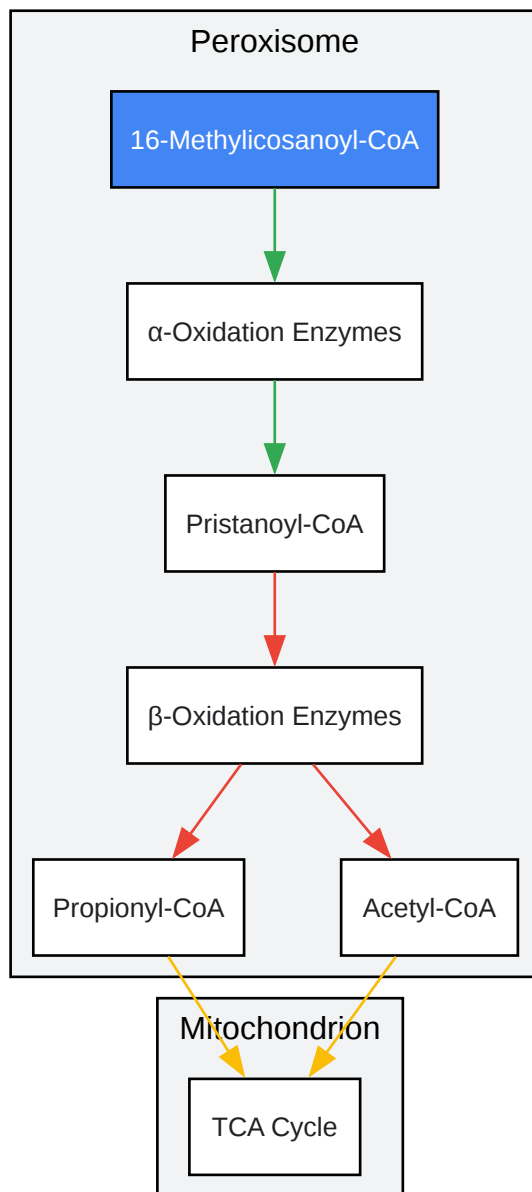 Peroxisome
16-Methylicosanoyl-CoA
α-Oxidation Enzymes
Pristanoyl-CoA
β-Oxidation Enzymes
Propionyl-CoA
Acetyl-CoA
Mitochondrion
TCA Cycle